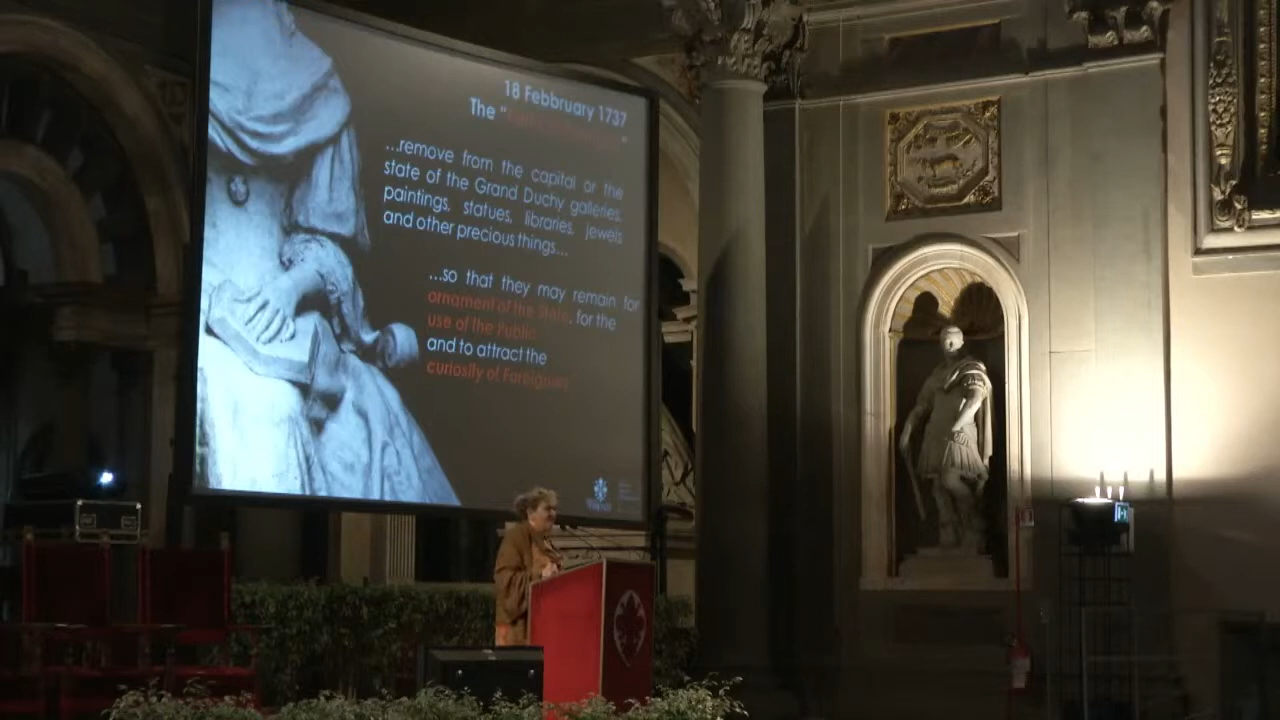 18 Febbruary 1737
The " "
...remove from the capital or the
state of the Grand Duchy galleries,
paintings, statues, libraries, jewels
and other precious things...
...so that they may remain for
ornament of the State, for the
use of the Public
and to attract the
curiosity of Foreigners